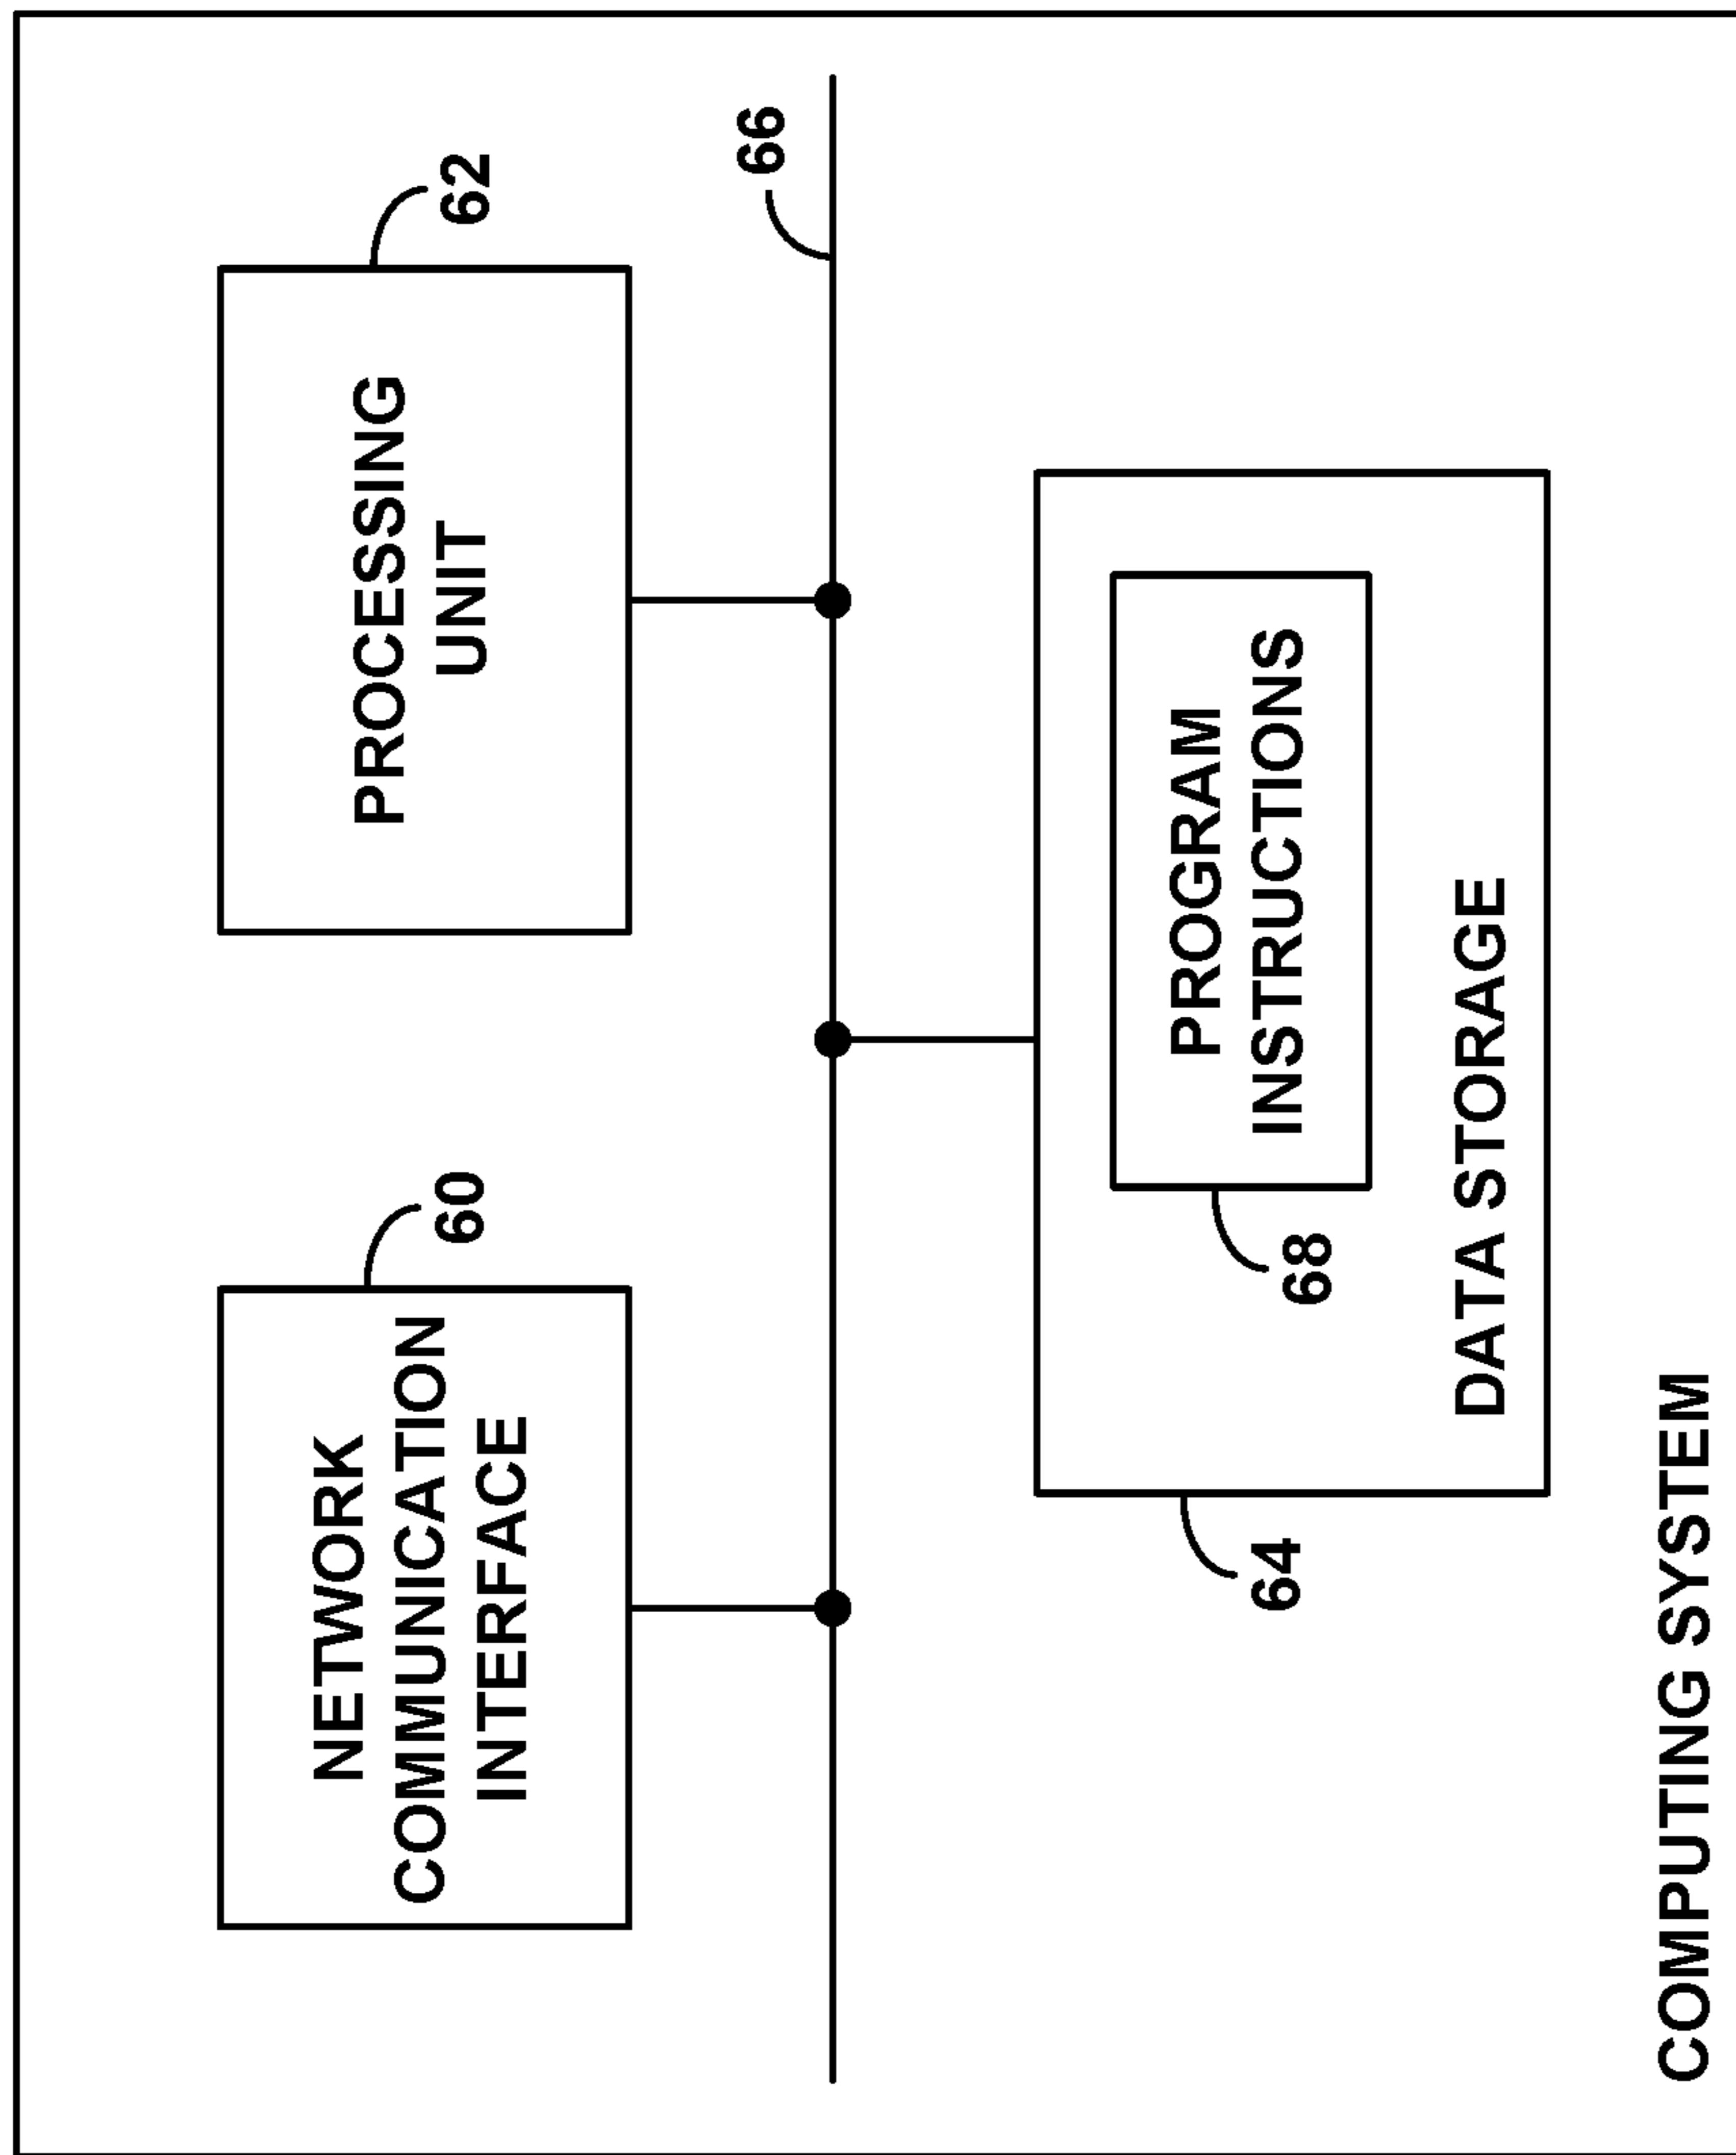 60
NETWORK
COMMUNICATION
INTERFACE
62
PROCESSING
UNIT
66
64
68
PROGRAM
INSTRUCTIONS
DATA STORAGE
COMPUTING SYSTEM